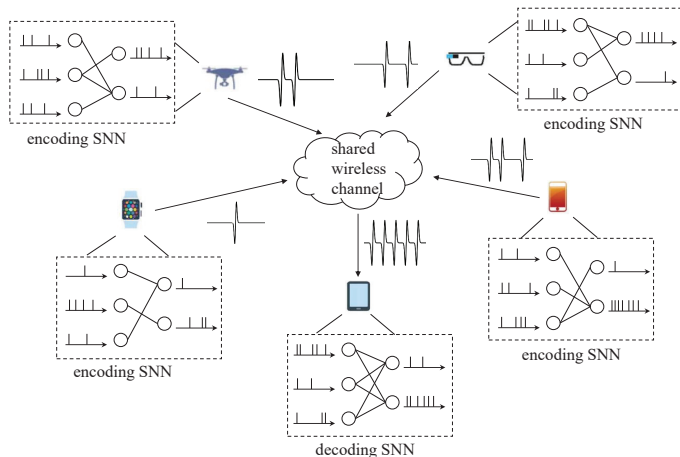 encoding SNN
encoding SNN
shared
wireless
channel
encoding SNN
encoding SNN
decoding SNN